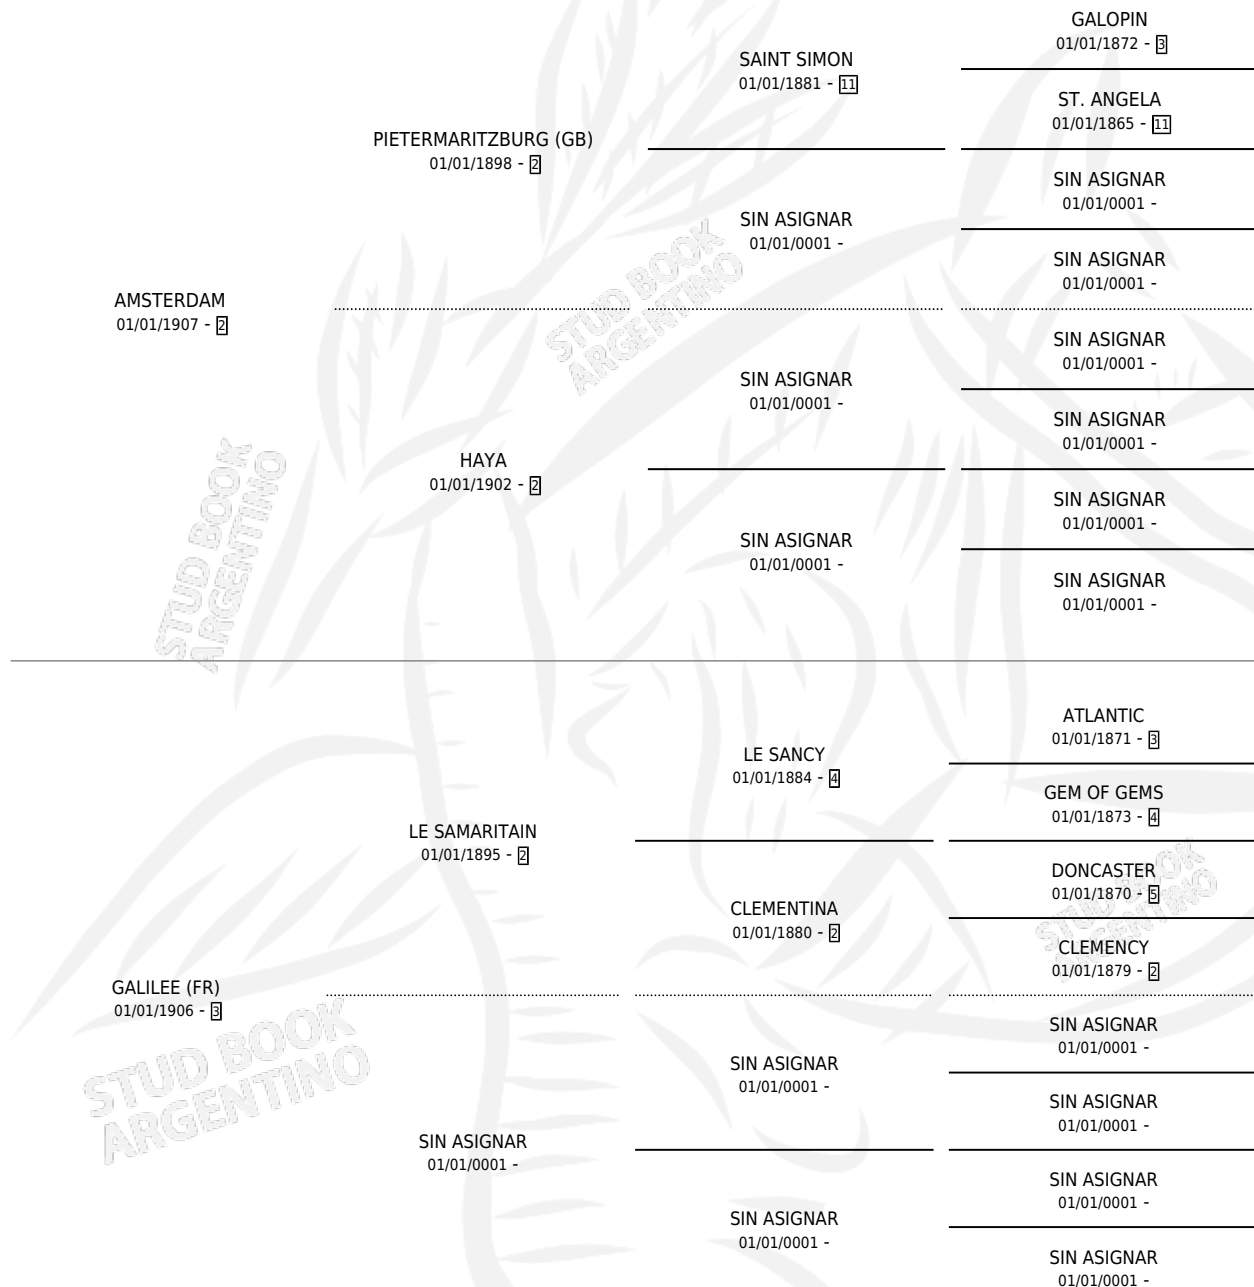 GALOPIN
01/01/1872 - 3
SAINT SIMON
01/01/1881 - 11
ST. ANGELA
01/01/1865 - 11
PIETERMARITZBURG (GB)
01/01/1898 - 2
SIN ASIGNAR
01/01/0001 -
SIN ASIGNAR
01/01/0001 -
SIN ASIGNAR
01/01/0001 -
AMSTERDAM
01/01/1907 - 2
SIN ASIGNAR
01/01/0001 -
SIN ASIGNAR
01/01/0001 -
SIN ASIGNAR
01/01/0001 -
HAYA
01/01/1902 - 2
SIN ASIGNAR
01/01/0001 -
SIN ASIGNAR
01/01/0001 -
SIN ASIGNAR
01/01/0001 -
STUD BOOK
ARGENTINO
STUD BOOK
ARGENTINO
ATLANTIC
01/01/1871 - 3
LE SANCY
01/01/1884 - 4
GEM OF GEMS
01/01/1873 - 4
LE SAMARITAIN
01/01/1895 - 2
DONCASTER
01/01/1870 - 5
CLEMENTINA
01/01/1880 - 2
CLEMENCY
01/01/1879 - 2
GALILEE (FR)
01/01/1906 - 3
SIN ASIGNAR
01/01/0001 -
SIN ASIGNAR
01/01/0001 -
SIN ASIGNAR
01/01/0001 -
SIN ASIGNAR
01/01/0001 -
SIN ASIGNAR
01/01/0001 -
SIN ASIGNAR
01/01/0001 -
SIN ASIGNAR
01/01/0001 -
STUD BOOK
ARGENTINO
STUD BOOK
ARGENTINO